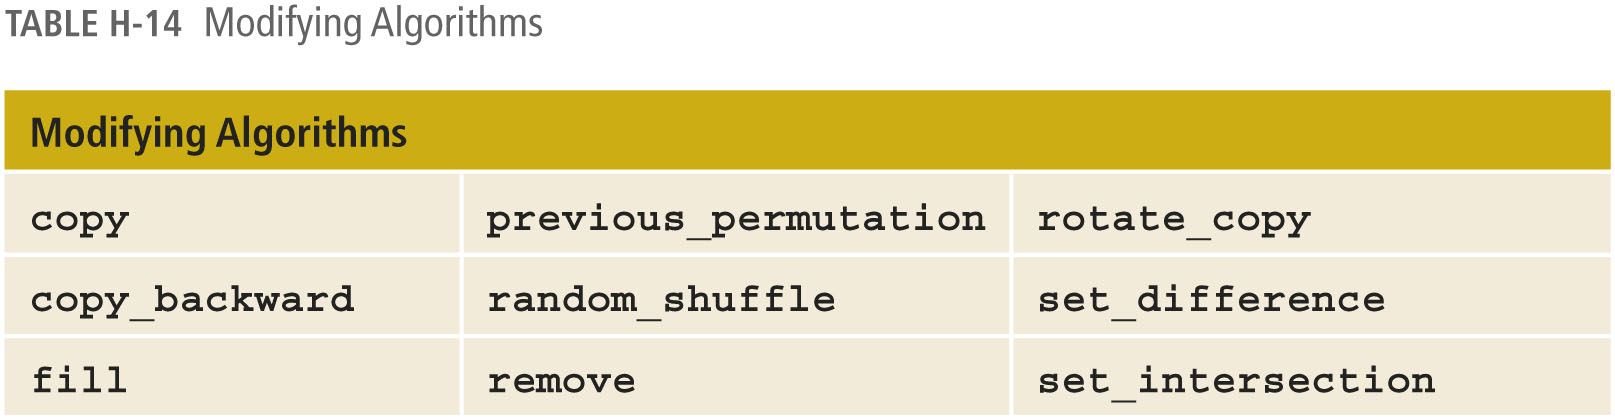 TABLE H-14 Modifying Algorithms
Modifying Algorithms
copy previous_permutation rotate_copy
copy_backward random_shuffle set_difference
fill remove set_intersection